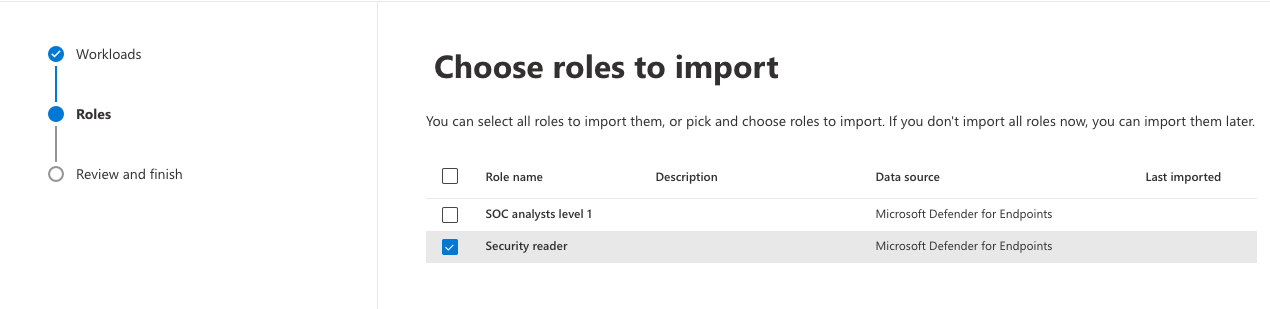 Workloads
Roles
Review and finish
Choose roles to import
You can select all roles to import them, or pick and choose roles to import. If you don't import all roles now, you can import them later.
Role name Description Data source Last imported
SOC analysts level 1 Microsoft Defender for Endpoints
Security reader Microsoft Defender for Endpoints